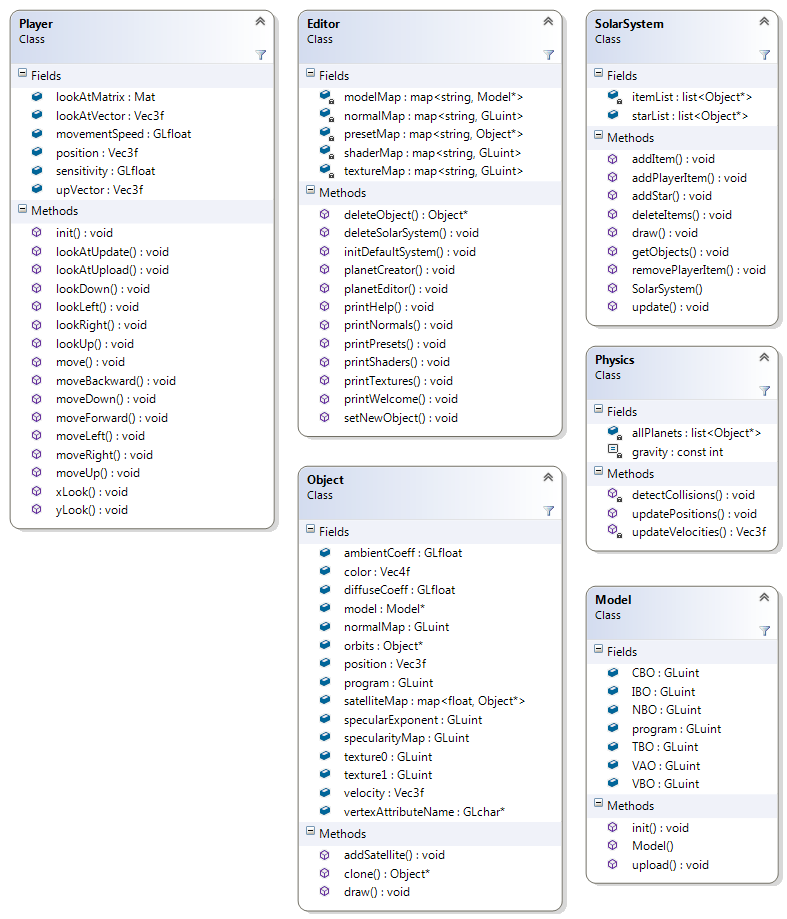 Player
Class
Fields
lookAtMatrix : Mat
lookAtVector : Vec3f
movementSpeed : GLfloat
position : Vec3f
sensitivity : GLfloat
upVector : Vec3f
Methods
init() : void
lookAtUpdate() : void
lookAtUpload() : void
lookDown() : void
lookLeft() : void
lookRight() : void
lookUp() : void
move() : void
moveBackward() : void
moveDown() : void
moveForward() : void
moveLeft() : void
moveRight() : void
moveUp() : void
xLook() : void
yLook() : void
Editor
Class
Fields
modelMap : map<string, Model*>
normalMap : map<string, GLuint>
presetMap : map<string, Object*>
shaderMap : map<string, GLuint>
textureMap : map<string, GLuint>
Methods
deleteObject() : Object*
deleteSolarSystem() : void
initDefaultSystem() : void
planetCreator() : void
planetEditor() : void
printHelp() : void
printNormals() : void
printPresets() : void
printShaders() : void
printTextures() : void
printWelcome() : void
setNewObject() : void
Object
Class
Fields
ambientCoeff : GLfloat
color : Vec4f
diffuseCoeff : GLfloat
model : Model*
normalMap : GLuint
orbits : Object*
position : Vec3f
program : GLuint
satelliteMap : map<float, Object*>
specularExponent : GLuint
specularityMap : GLuint
texture0 : GLuint
texture1 : GLuint
velocity : Vec3f
vertexAttributeName : GLchar*
Methods
addSatellite() : void
clone() : Object*
draw() : void
SolarSystem
Class
Fields
itemList : list<Object*>
starList : list<Object*>
Methods
addItem() : void
addPlayerItem() : void
addStar() : void
deleteItems() : void
draw() : void
getObjects() : void
removePlayerItem() : void
SolarSystem()
update() : void
Physics
Class
Fields
allPlanets : list<Object*>
gravity : const int
Methods
detectCollisions() : void
updatePositions() : void
updateVelocities() : Vec3f
Model
Class
Fields
CBO : GLuint
IBO : GLuint
NBO : GLuint
program : GLuint
TBO : GLuint
VAO : GLuint
VBO : GLuint
Methods
init() : void
Model()
upload() : void